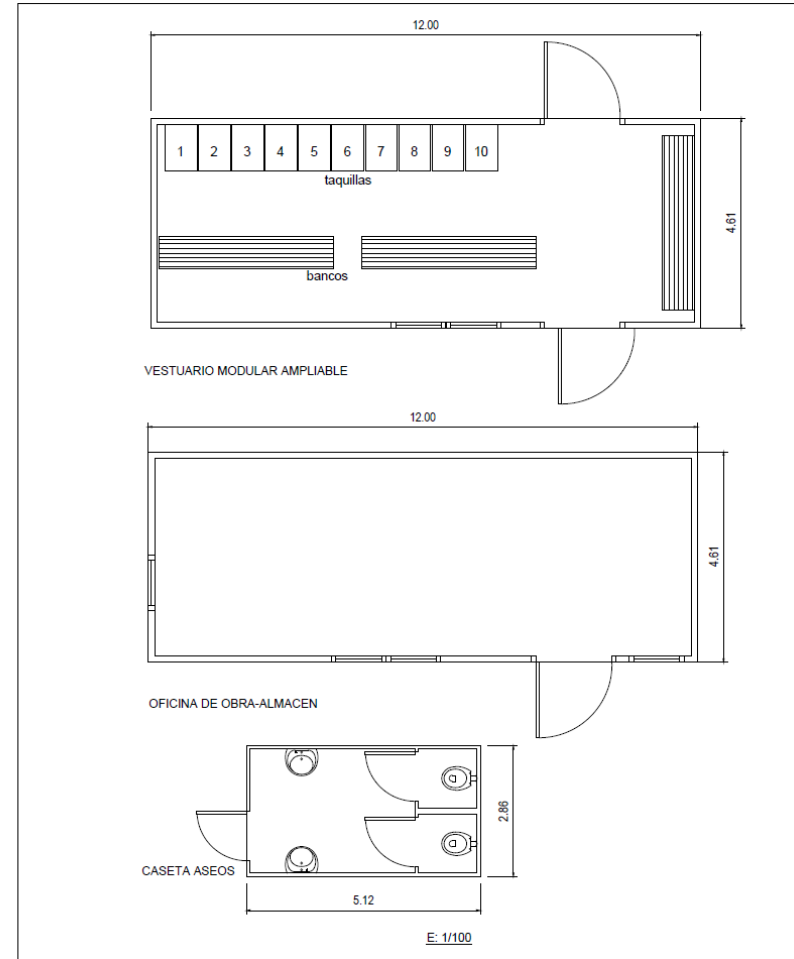 12.00
1 2 3 4 5 6 7 8 9 10
taquillas
4.61
bancos
VESTUARIO MODULAR AMPLIABLE
12.00
4.61
OFICINA DE OBRA-ALMACEN
2.86
CASETA ASEOS
5.12
E: 1/100